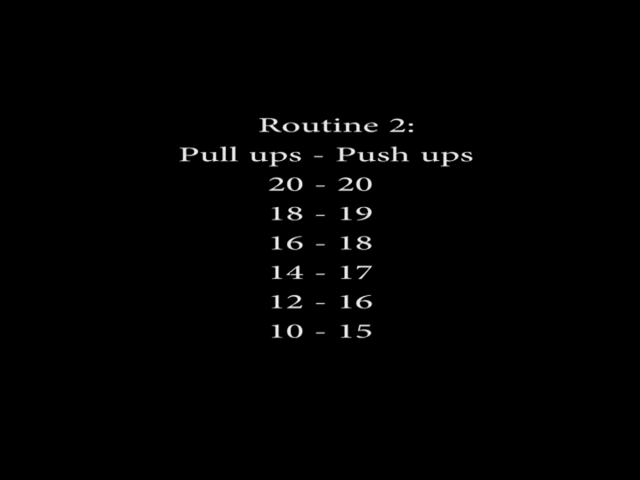 Routine 2:
Pull ups - Push ups
20 - 20
18 - 19
16 - 18
14 - 17
12 - 16
10 - 15